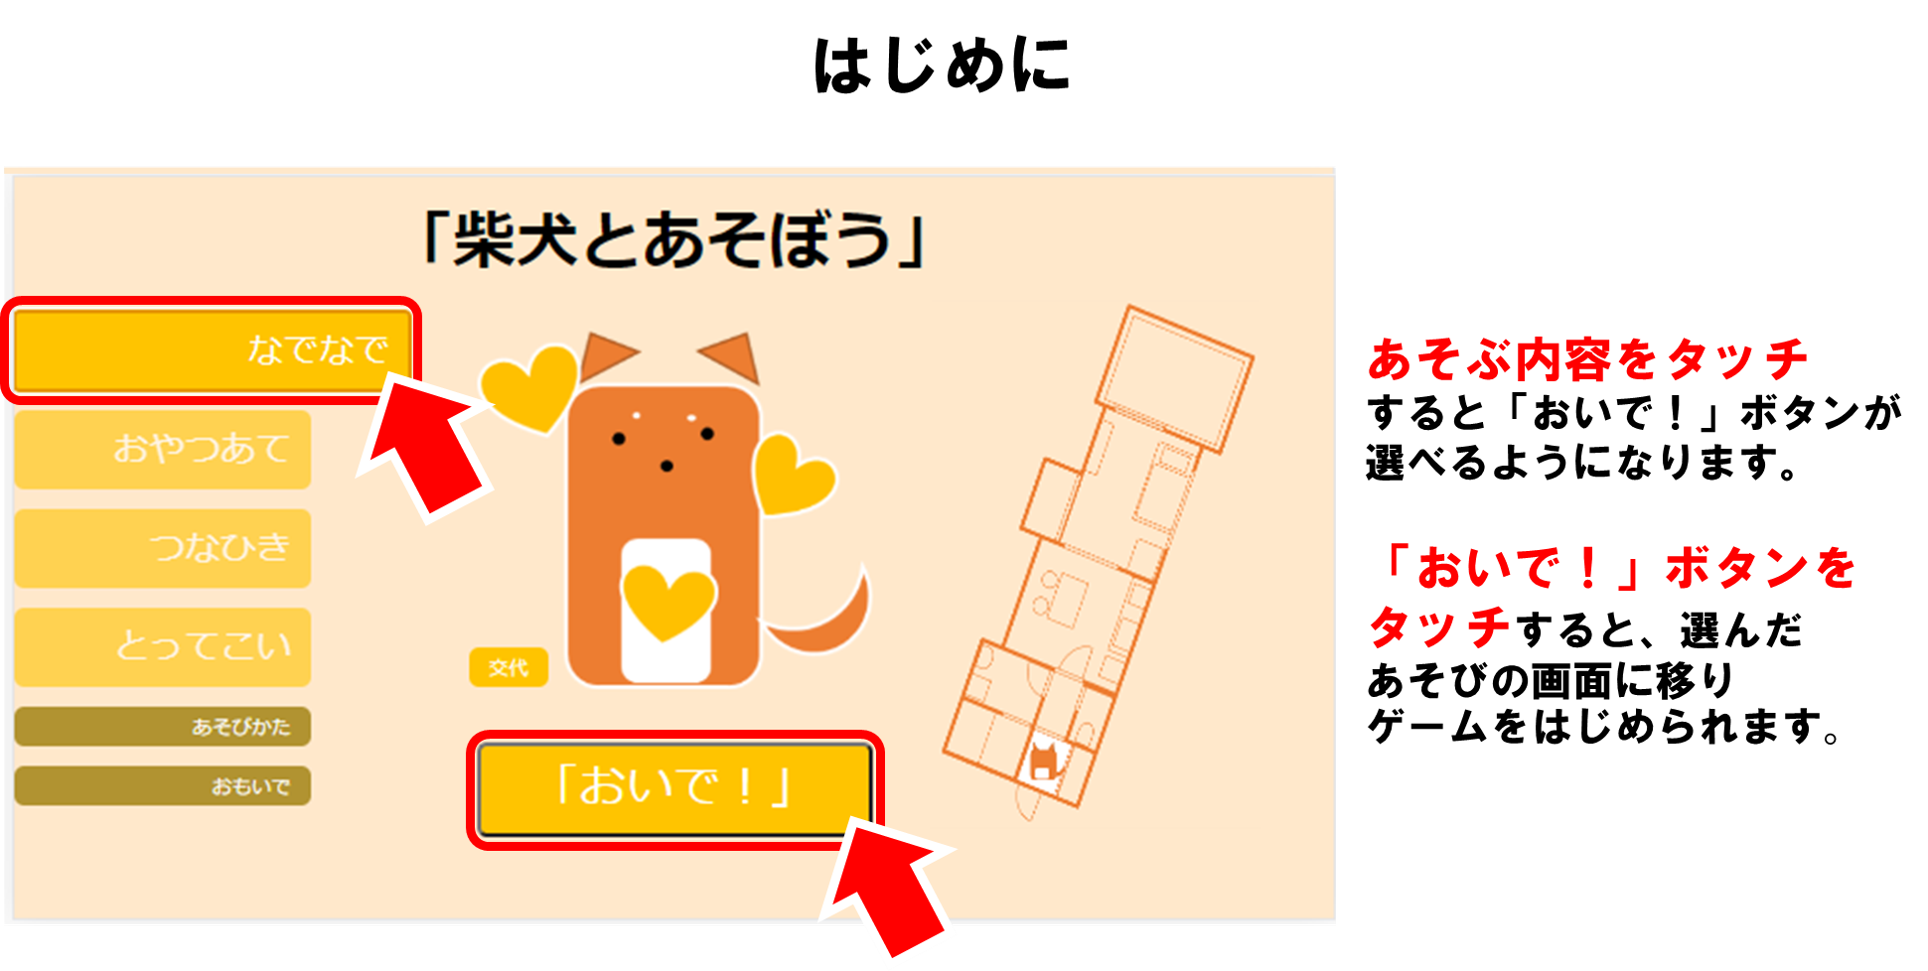 はじめに
「柴犬とあそぼう」
なでなで
おやつあて
つなひき
とってこい
あそびかた
おもいで
交代
「おいで！」
あそぶ内容をタッチ
すると「おいで！」ボタンが
選べるようになります。
「おいで！」ボタンを
タッチすると、選んだ
あそびの画面に移り
ゲームをはじめられます。